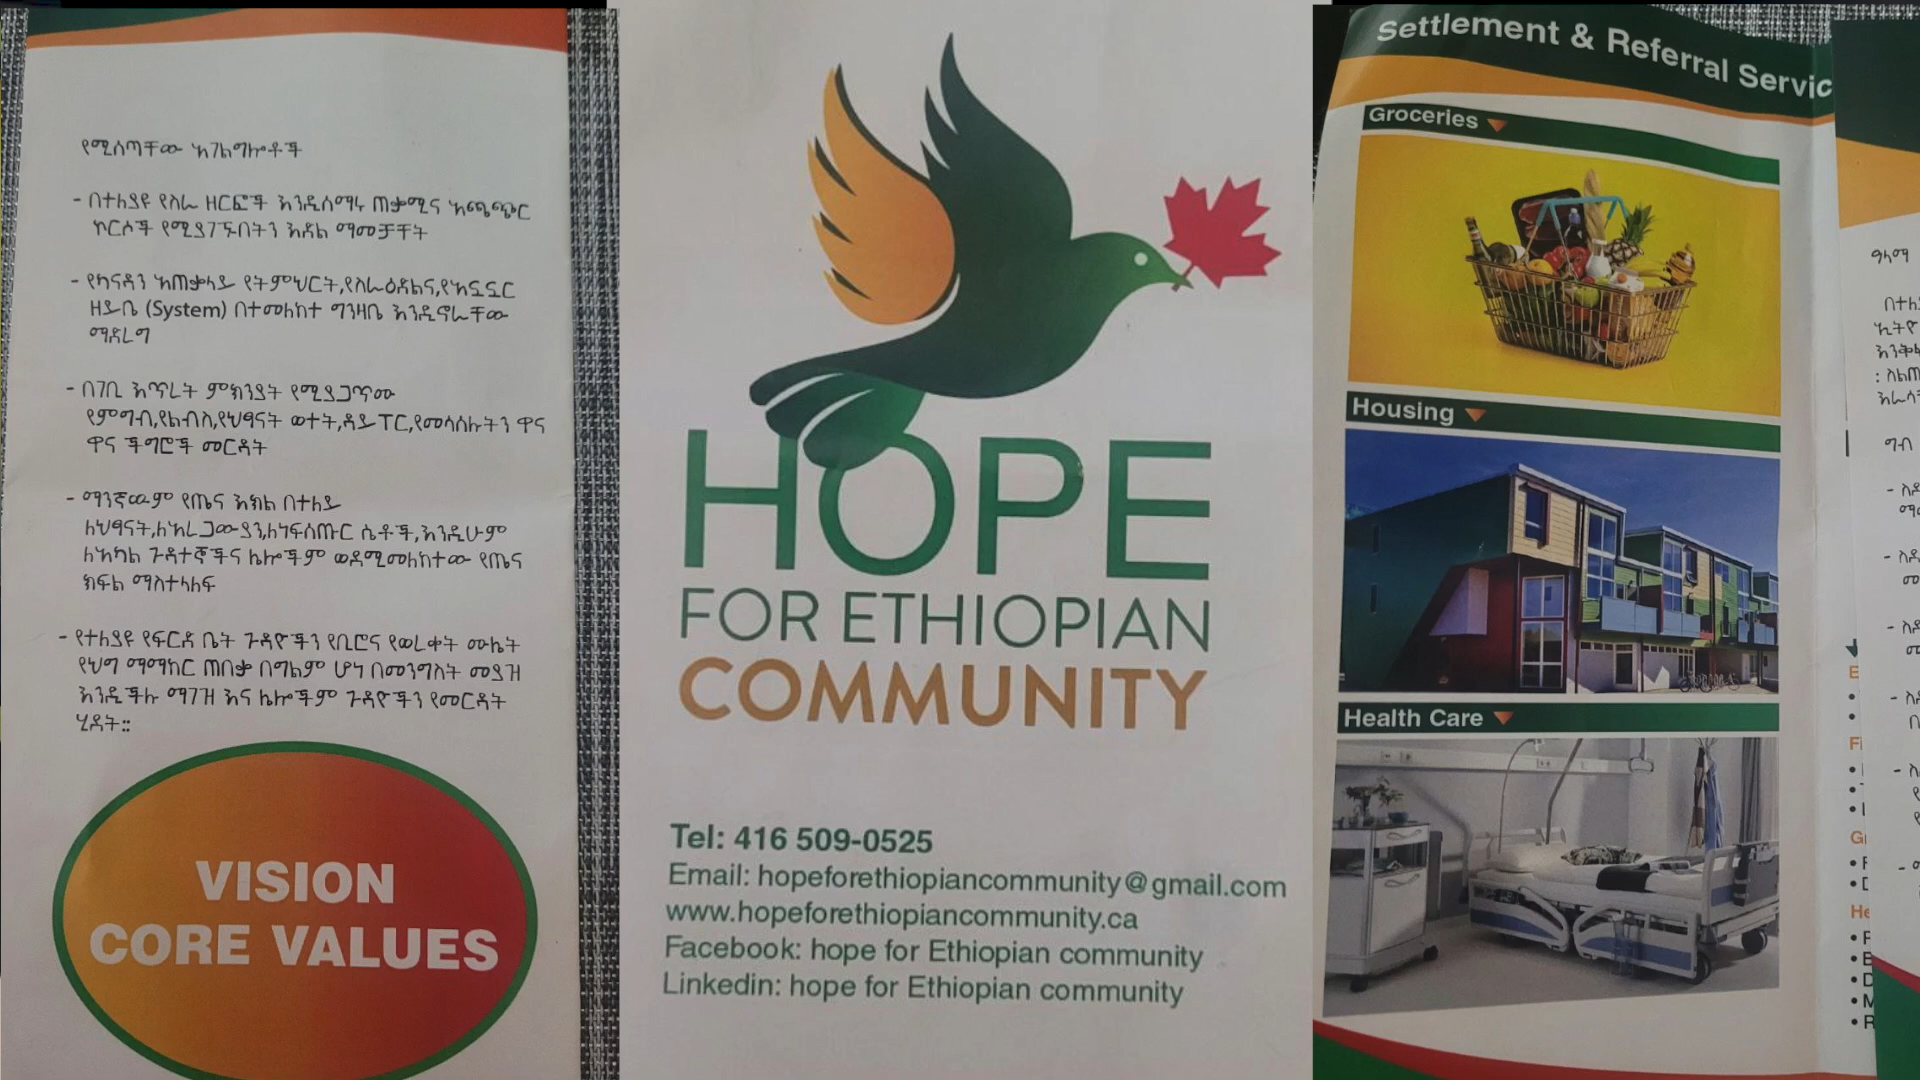 የሚሰጣቸው አገልግሎቶች
- በተለያዩ የስራ ዘርፎች እንዲሰማሩ ጠቃሚና አጫጭር
ኮርሶች የሚያገኙበትን እድል ማመቻቸት
- የካናዳን አጠቃላይ የትምህርት,የስራዕድልና,የአኗኗር
ዘይቤ (System) በተመለከተ ግንዛቤ እንዲኖራቸው
ማድረግ
- በገቢ እጥረት ምክንያት የሚያጋጥሙ
የምግብ,የልብስ,የህፃናት ወተት,ዳይፐር,የመሳሰሉትን ዋና
ዋና ችግሮች መርዳት
- ማንኛውም የጤና እክል በተለይ
ለህፃናት,ለአረጋውያን,ለነፍሰጡር ሴቶች,እንዲሁም
ለአካል ጉዳተኞችና ሌሎችም ወደሚመለከተው የጤና
ክፍል ማስተላለፍ
- የተለያዩ የፍርድ ቤት ጉዳዮችን የቢሮና የወረቀት ሙሌት
የህግ ማማከር ጠበቃ በግልም ሆነ በመንግስት መያዝ
እንዲችሉ ማገዝ እና ሌሎችም ጉዳዮችን የመርዳት
ሂደት።
VISION
CORE VALUES
HOPE
FOR ETHIOPIAN
COMMUNITY
Tel: 416 509-0525
Email: hopeforethiopiancommunity@gmail.com
www.hopeforethiopiancommunity.ca
Facebook: hope for Ethiopian community
Linkedin: hope for Ethiopian community
Settlement & Referral Servic
Groceries
Housing
Health Care
ዓላማ